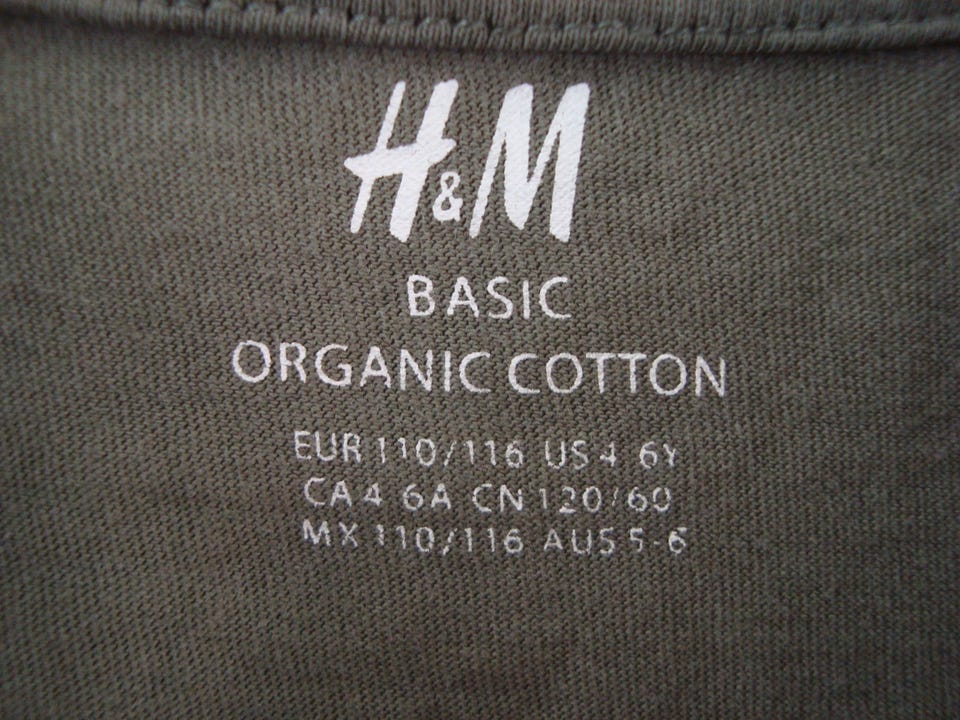 H&M
BASIC
ORGANIC COTTON
EUR 110/116 US 4 6Y
CA 4 6A CN 120/60
MX 110/116 AUS 5-6